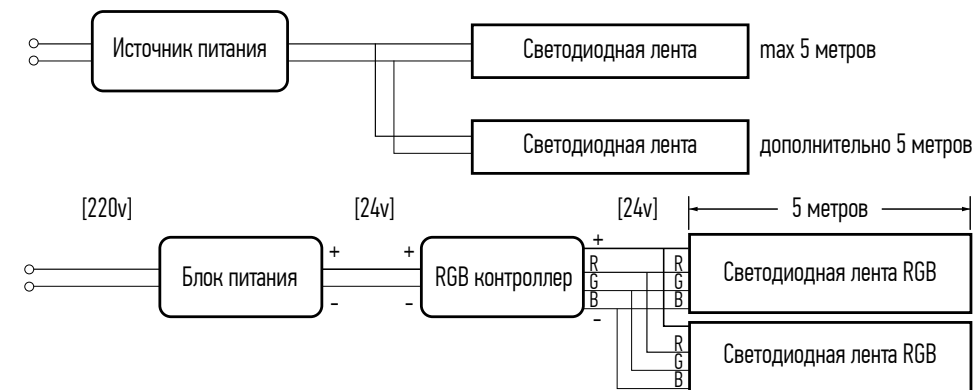 Источник питания
Светодиодная лента
max 5 метров
Светодиодная лента
дополнительно 5 метров
[220v]
[24v]
[24v]
5 метров
Блок питания
+
-
+
-
RGB контроллер
+
R
G
B
-
R
G
B
Светодиодная лента RGB
R
G
B
Светодиодная лента RGB